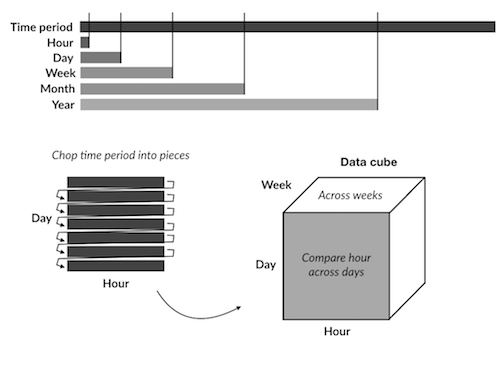 Time period
Hour
Day
Week
Month
Year
Chop time period into pieces
Day
Hour
Data cube
Week
Across weeks
Day
Compare hour
across days
Hour